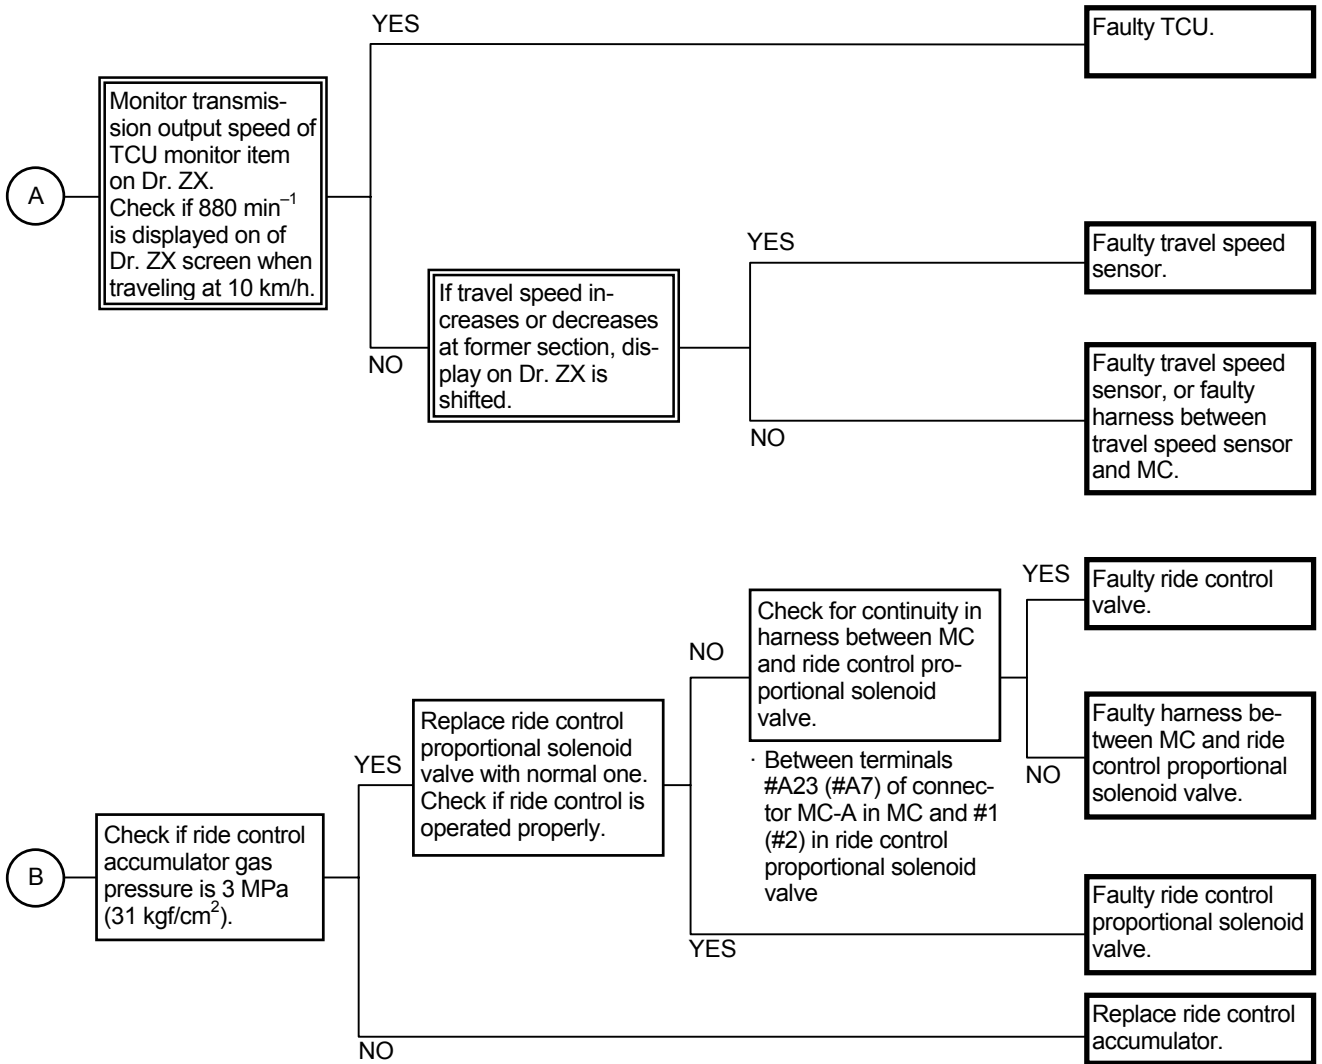 YES
Faulty TCU.
A
Monitor transmis-
sion output speed of
TCU monitor item
on Dr. ZX.
Check if 880 min⁻¹
is displayed on of
Dr. ZX screen when
traveling at 10 km/h.
NO
If travel speed in-
creases or decreases
at former section, dis-
play on Dr. ZX is
shifted.
YES
Faulty travel speed
sensor.
NO
Faulty travel speed
sensor, or faulty
harness between
travel speed sensor
and MC.
B
Check if ride control
accumulator gas
pressure is 3 MPa
(31 kgf/cm²).
YES
Replace ride control
proportional solenoid
valve with normal one.
Check if ride control is
operated properly.
NO
Check for continuity in
harness between MC
and ride control pro-
portional solenoid
valve.
· Between terminals
#A23 (#A7) of connec-
tor MC-A in MC and #1
(#2) in ride control
proportional solenoid
valve
YES
Faulty ride control
valve.
NO
Faulty harness be-
tween MC and ride
control proportional
solenoid valve.
YES
Faulty ride control
proportional solenoid
valve.
NO
Replace ride control
accumulator.